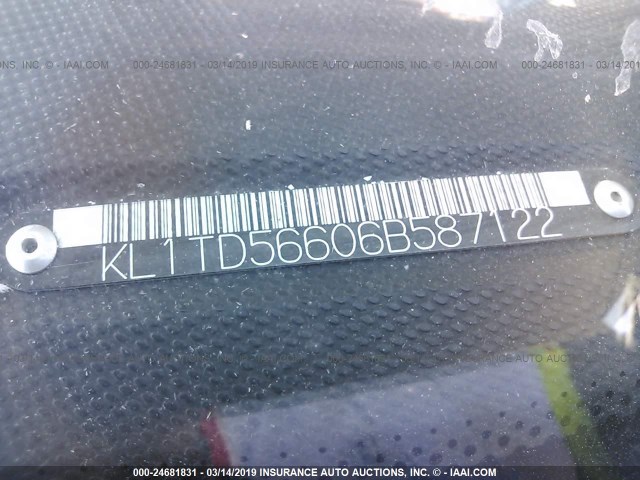 INC. - © IAAI.COM 000-24681831 - 03/14/2019 INSURANCE AUTO AUCTIONS, INC. - © IAAI.COM 000-24681831 - 03/14/2019
KL1TD56606B587122
000-24681831 - 03/14/2019 INSURANCE AUTO AUCTIONS, INC. - © IAAI.COM